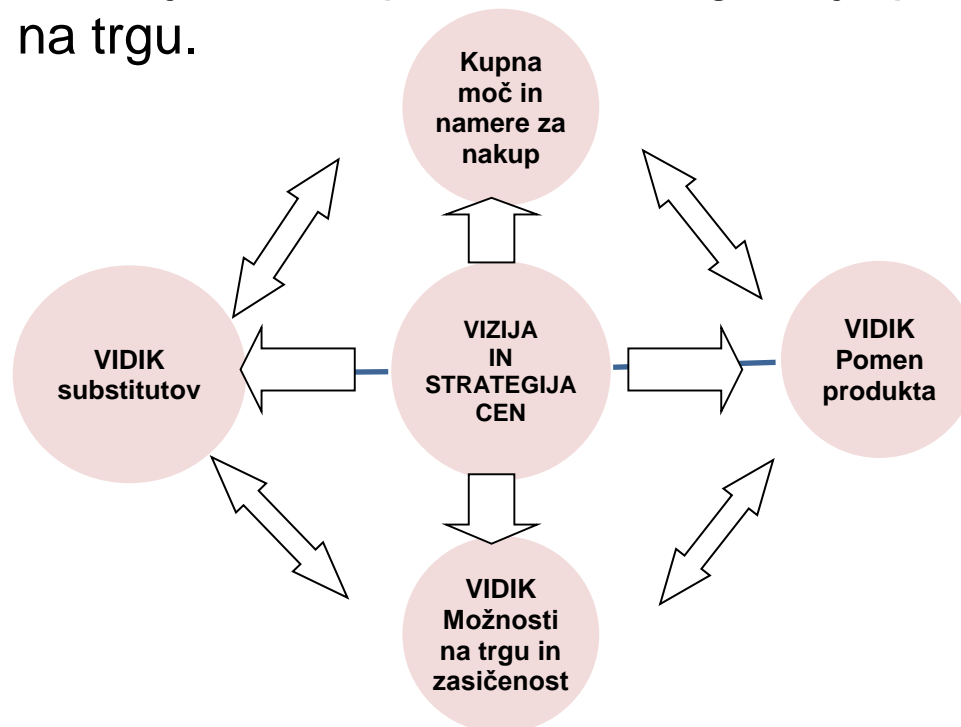 na trgu.
Kupna
moč in
namere za
nakup
VIDIK
substitutov
VIZIJA
IN
STRATEGIJA
CEN
VIDIK
Pomen
produkta
VIDIK
Možnosti
na trgu in
zasičenost